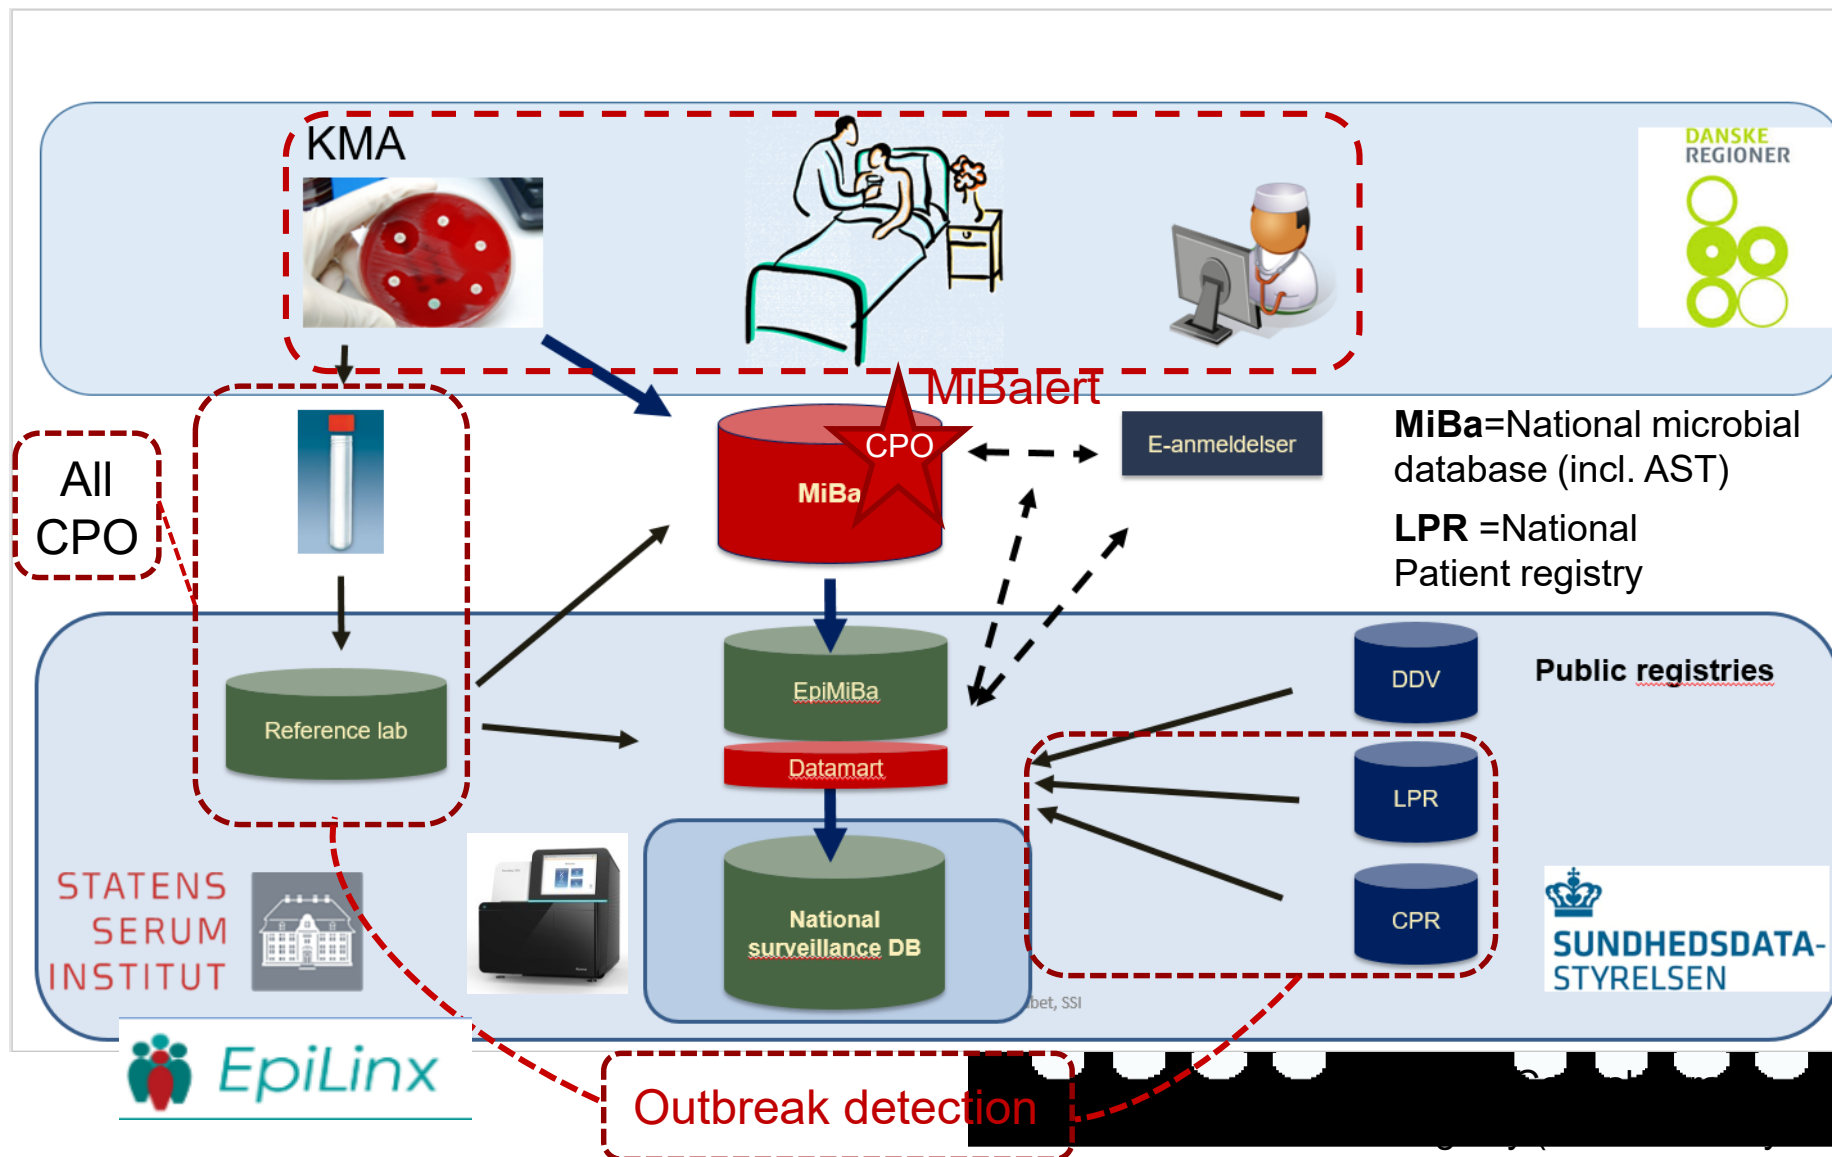 KMA
DANSKE
REGIONER
MiBalert
CPO
MiBa
E-anmeldelser
MiBa=National microbial
database (incl. AST)
LPR =National
Patient registry
All
CPO
Reference lab
EpiMiBa
Datamart
National
surveillance DB
DDV
LPR
CPR
Public registries
STATENS
SERUM
INSTITUT
SUNDHEDSDATA-
STYRELSEN
bet, SSI
EpiLinx
Outbreak detection